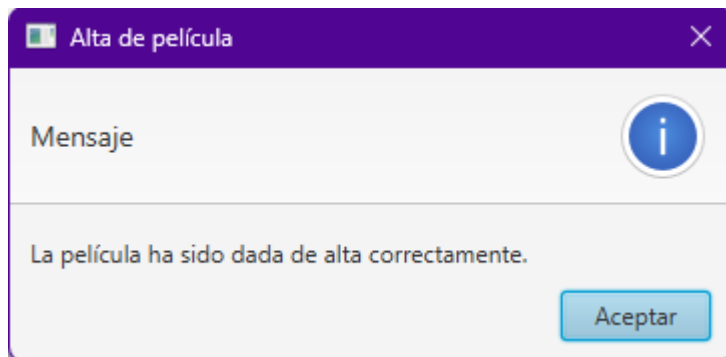 Alta de película
Mensaje
La película ha sido dada de alta correctamente.
Aceptar